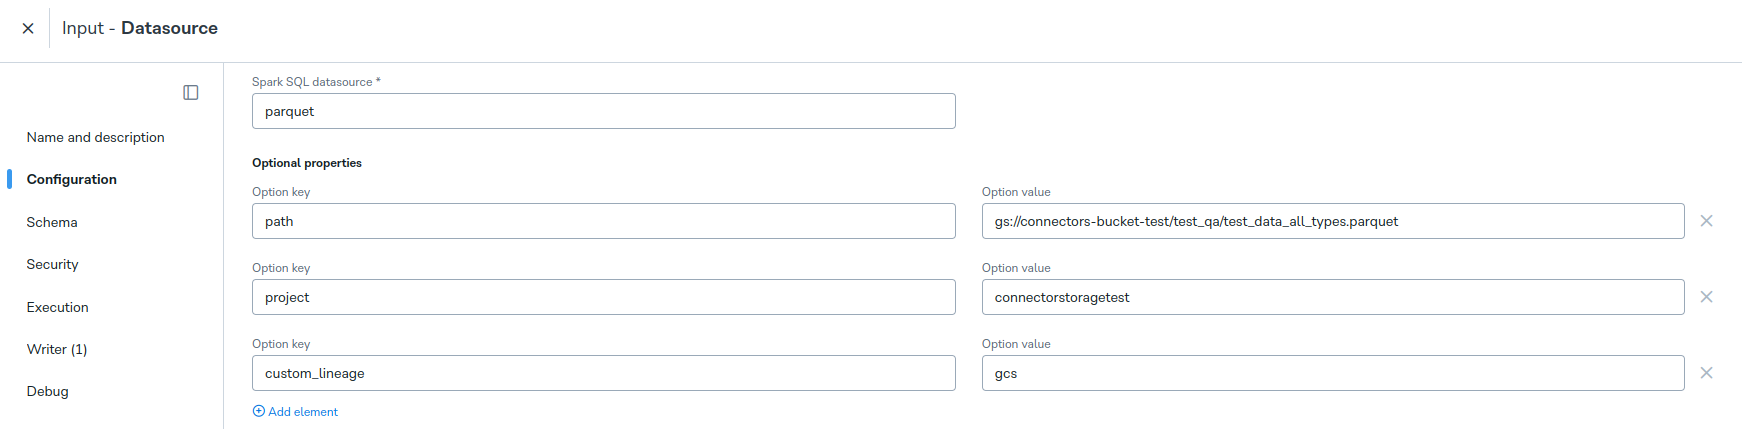 Input - Datasource
Name and description
Configuration
Schema
Security
Execution
Writer (1)
Debug
Spark SQL datasource *
parquet
Optional properties
Option key
Option value
path
gs://connectors-bucket-test/test_qa/test_data_all_types.parquet
Option key
Option value
project
connectorstoragetest
Option key
Option value
custom_lineage
gcs
Add element